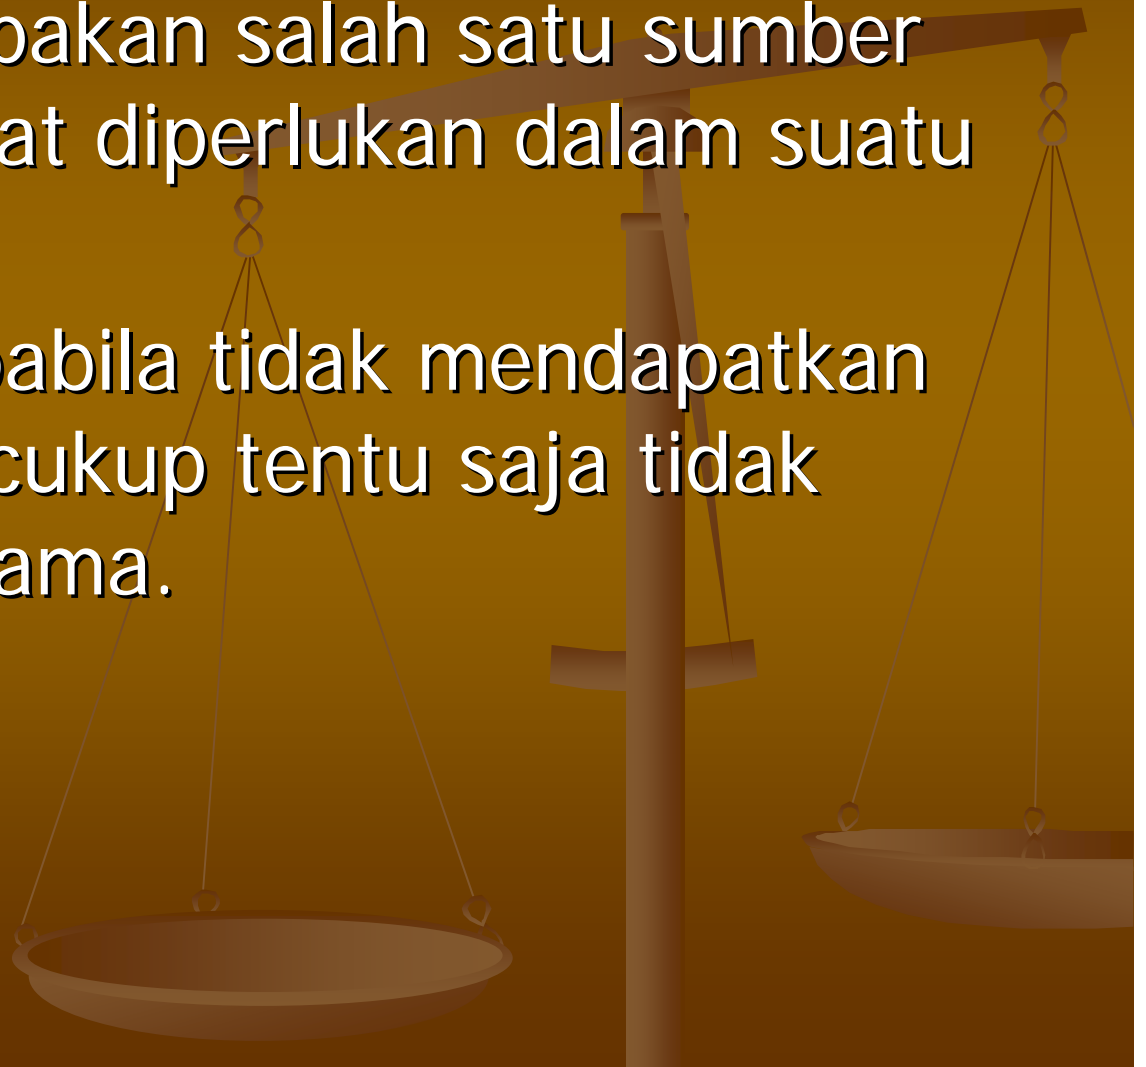 pakan salah satu sumber
at diperlukan dalam suatu
pabila tidak mendapatkan
cukup tentu saja tidak
ama.